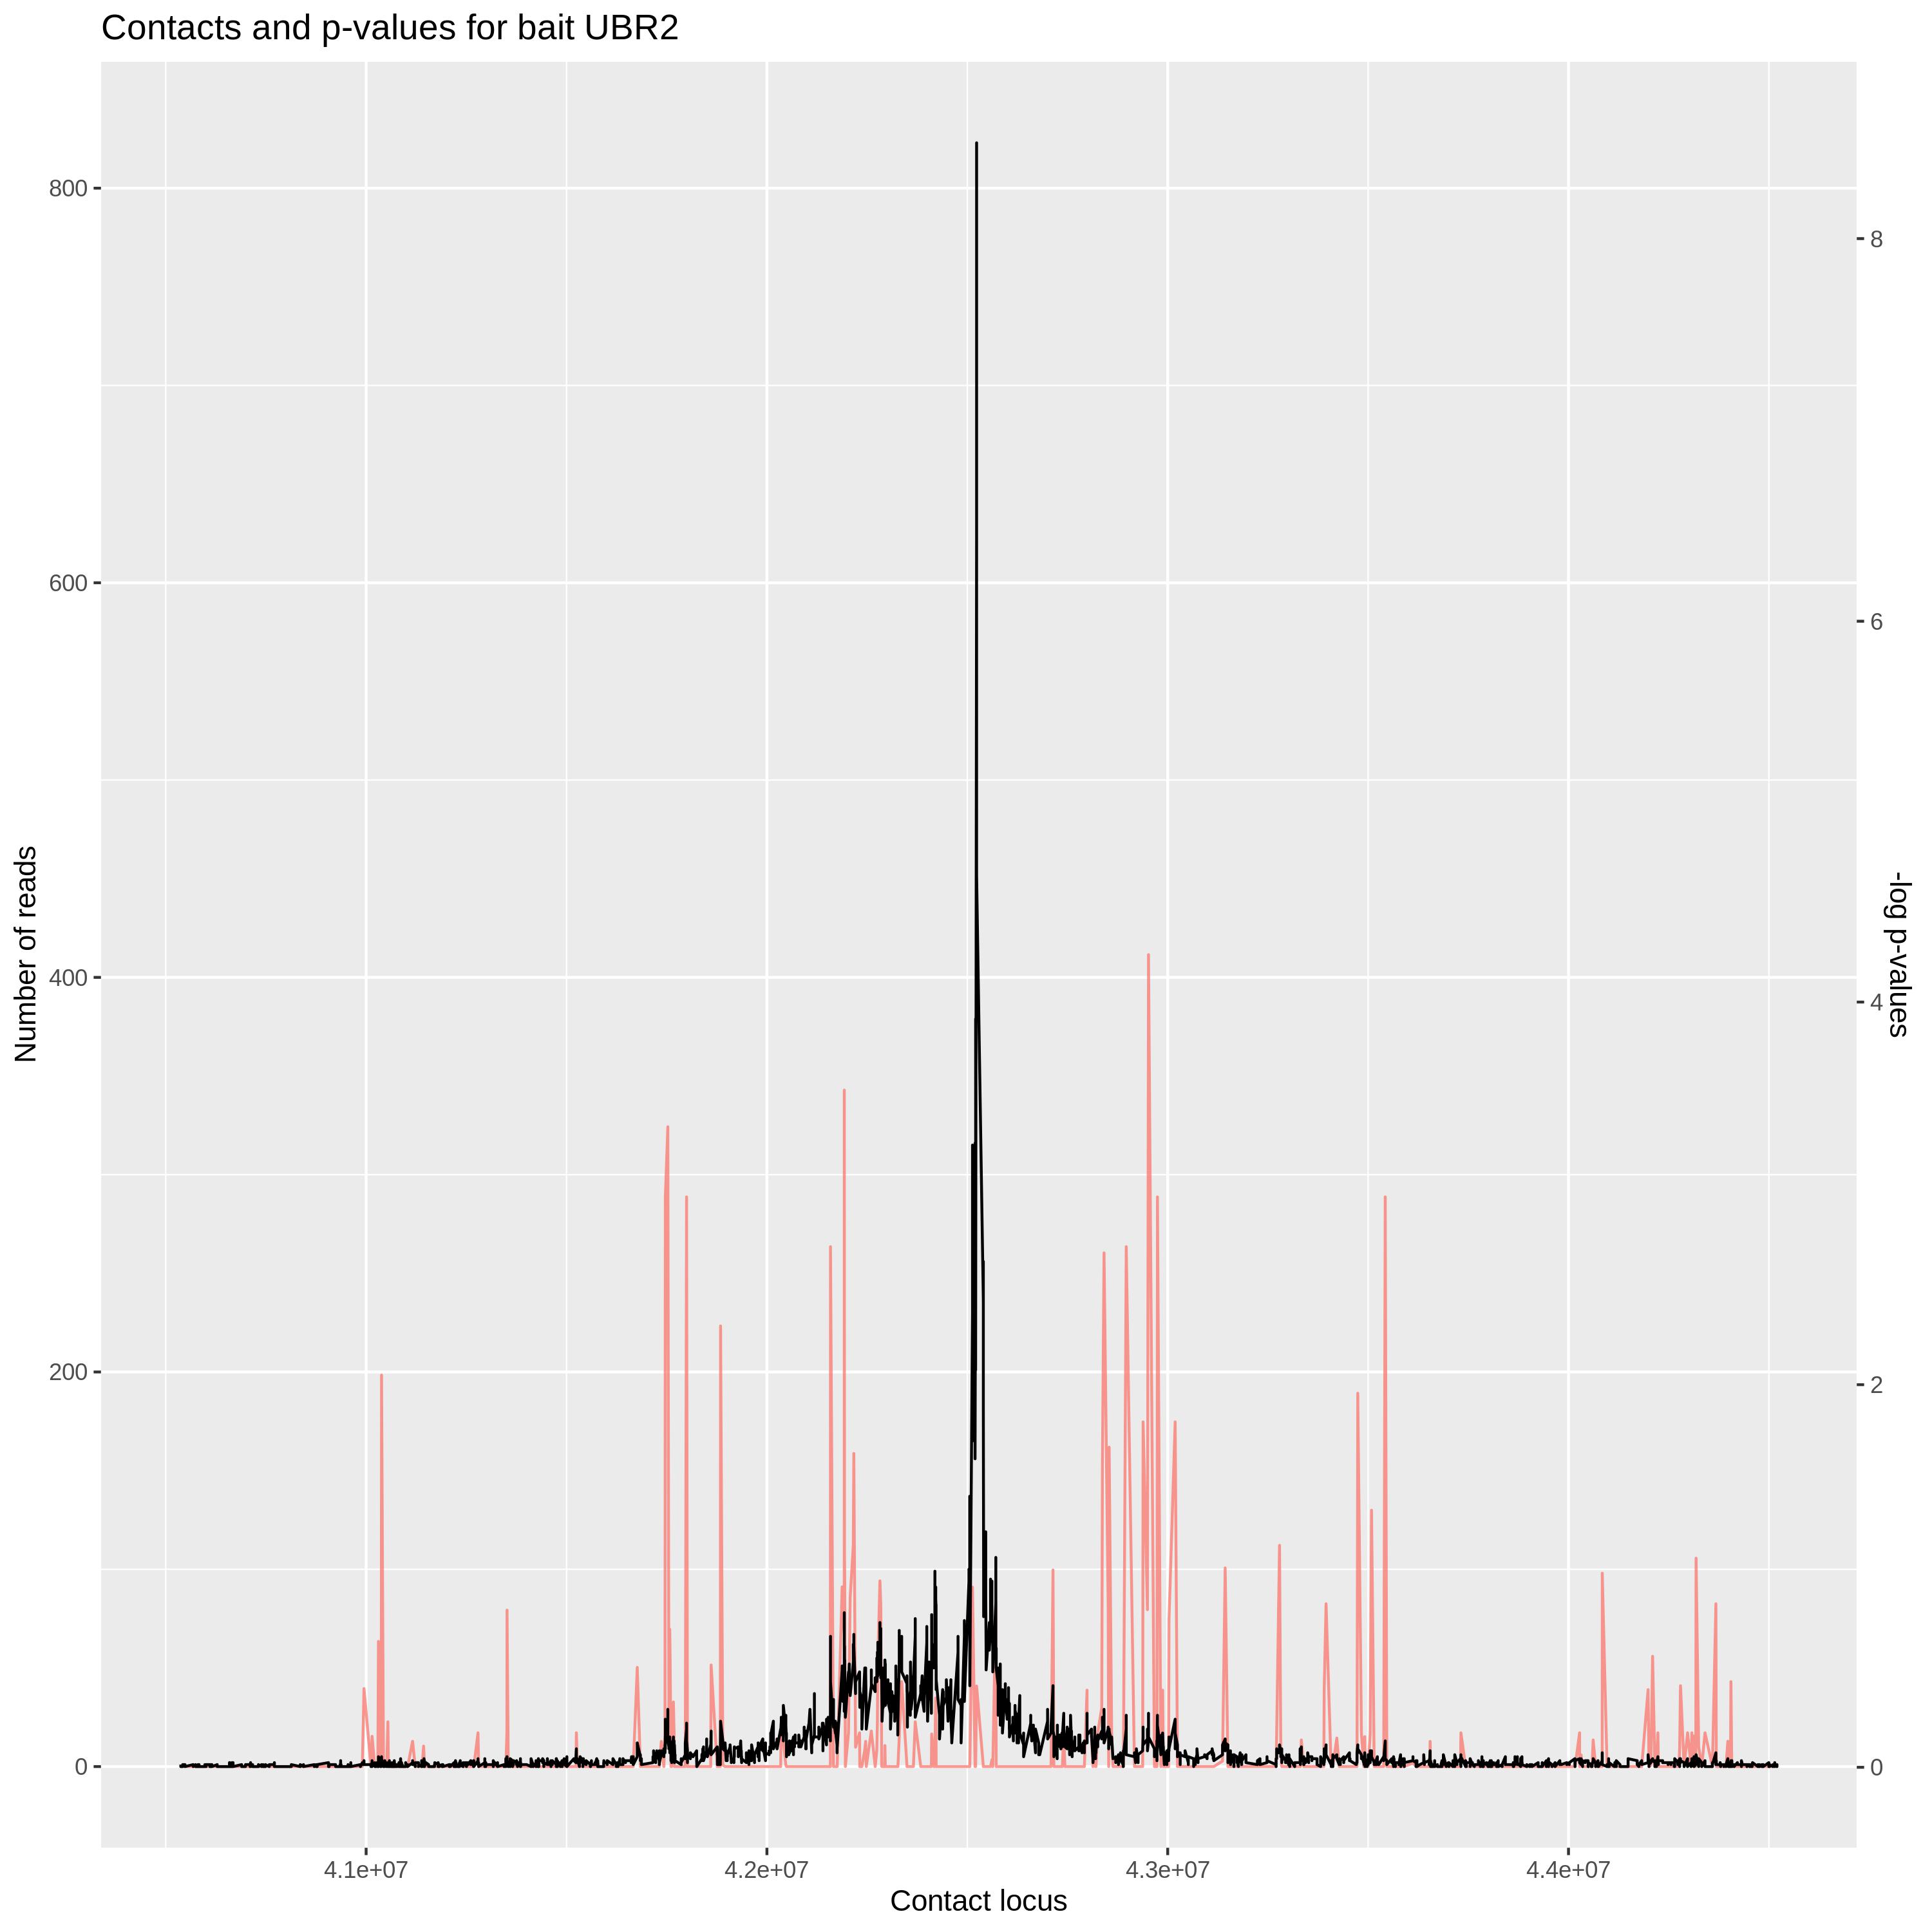 Contacts and p-values for bait UBR2
Number of reads
800
600
400
200
0
8
6
4
2
0
-log p-values
4.1e+07
4.2e+07
4.3e+07
4.4e+07
Contact locus